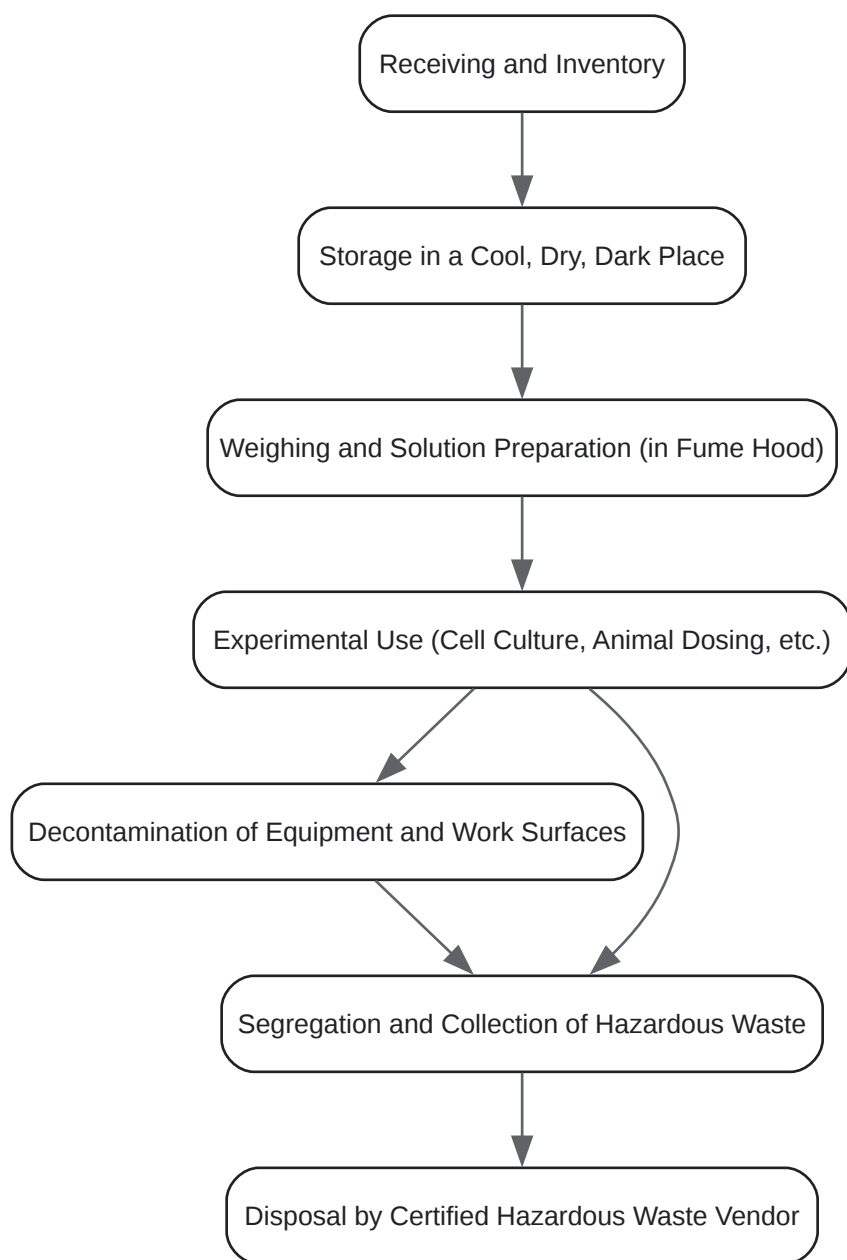 Receiving and Inventory
Storage in a Cool, Dry, Dark Place
Weighing and Solution Preparation (in Fume Hood)
Experimental Use (Cell Culture, Animal Dosing, etc.)
Decontamination of Equipment and Work Surfaces
Segregation and Collection of Hazardous Waste
Disposal by Certified Hazardous Waste Vendor